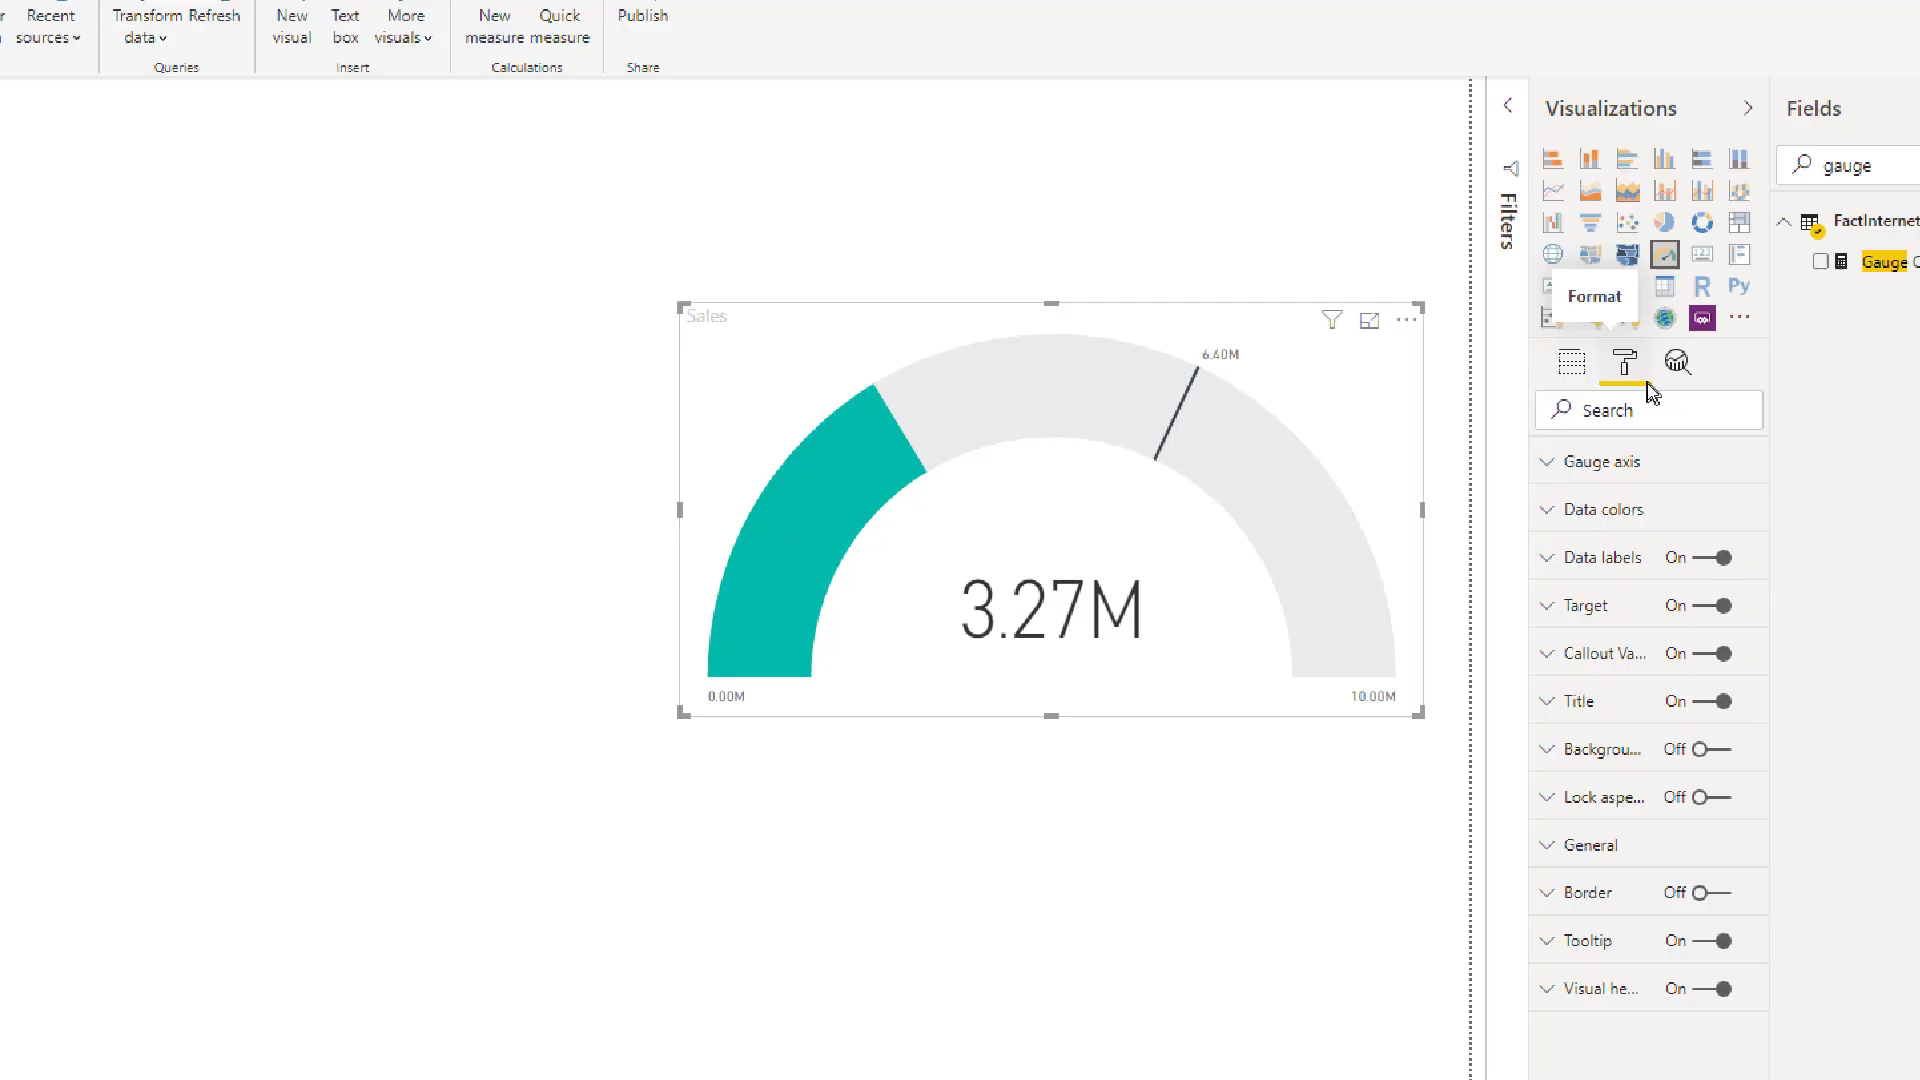 Recent
sources
Transform Refresh
data
Queries
New
visual
Text
box
More
visuals
Insert
New
measure
Quick
measure
Calculations
Publish
Share
Sales
6.40M
3.27M
0.00M
10.00M
Filters
Visualizations
R
Py
Format
Search
Gauge axis
Data colors
Data labels On
Target On
Callout Va... On
Title On
Backgrou... Off
Lock aspe... Off
General
Border Off
Tooltip On
Visual he... On
Fields
gauge
FactInternet
Gauge